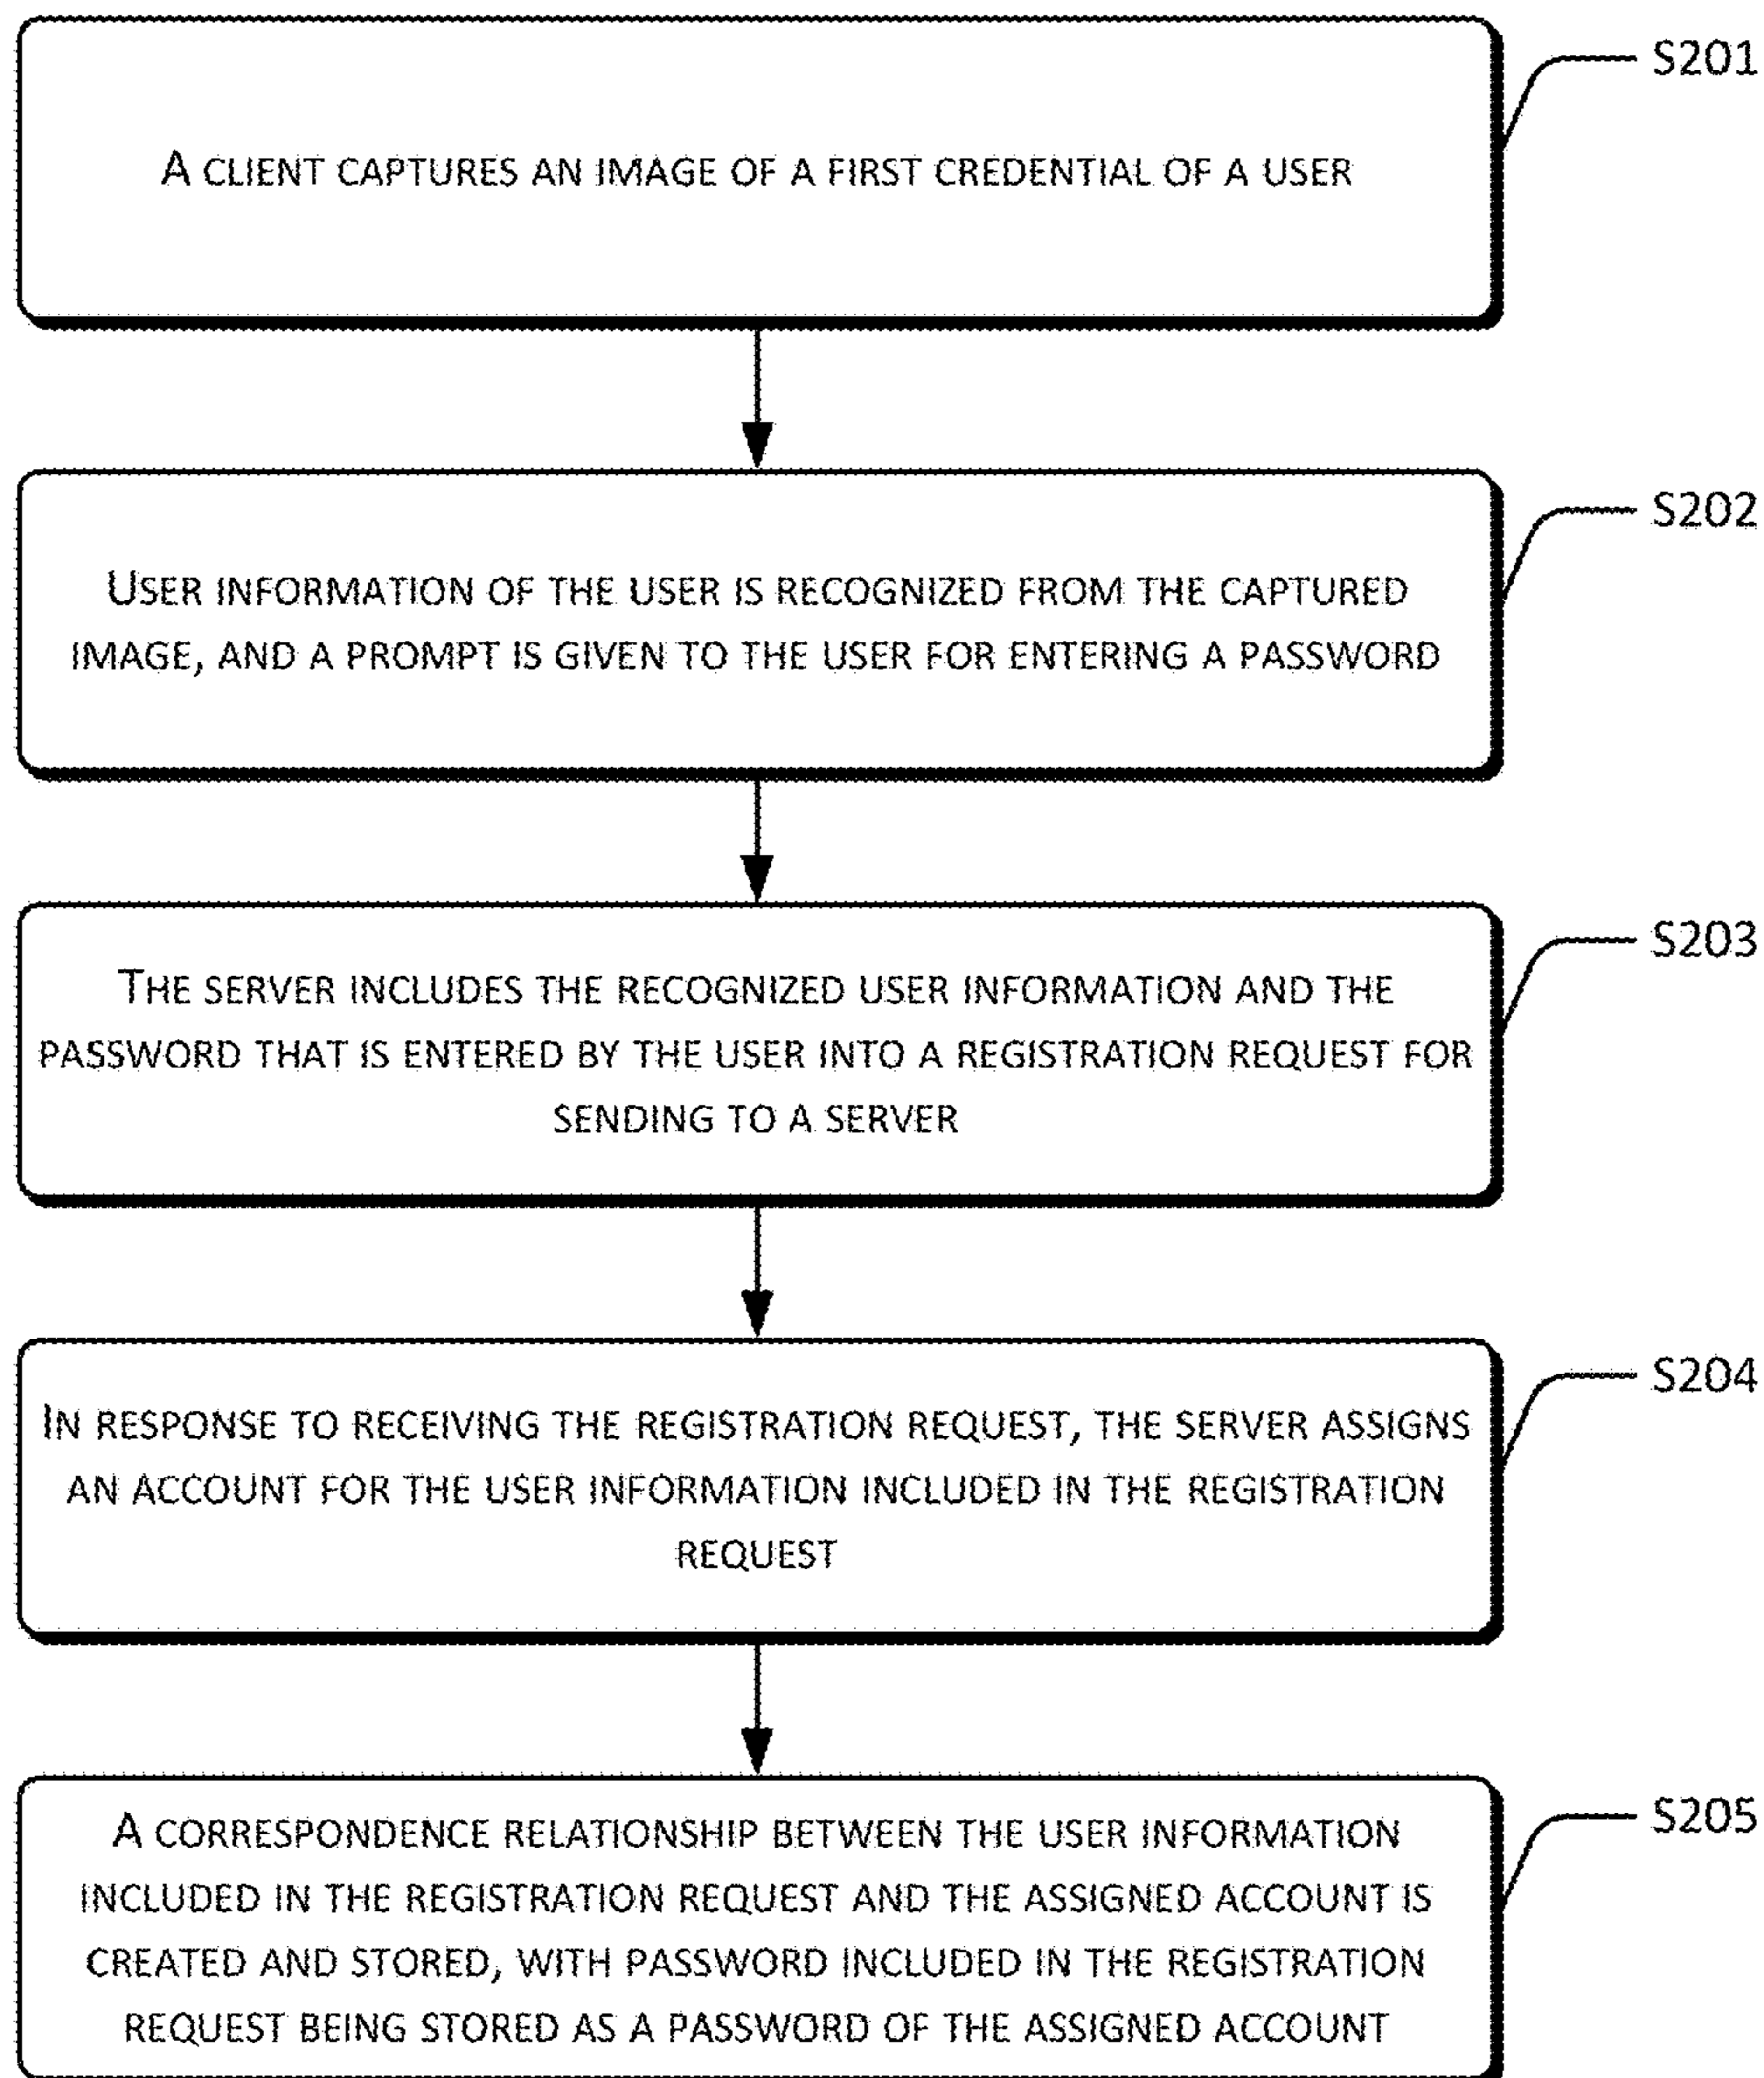 S201
A CLIENT CAPTURES AN IMAGE OF A FIRST CREDENTIAL OF A USER
S202
USER INFORMATION OF THE USER IS RECOGNIZED FROM THE CAPTURED
IMAGE, AND A PROMPT IS GIVEN TO THE USER FOR ENTERING A PASSWORD
S203
THE SERVER INCLUDES THE RECOGNIZED USER INFORMATION AND THE
PASSWORD THAT IS ENTERED BY THE USER INTO A REGISTRATION REQUEST FOR
SENDING TO A SERVER
S204
IN RESPONSE TO RECEIVING THE REGISTRATION REQUEST, THE SERVER ASSIGNS
AN ACCOUNT FOR THE USER INFORMATION INCLUDED IN THE REGISTRATION
REQUEST
S205
A CORRESPONDENCE RELATIONSHIP BETWEEN THE USER INFORMATION
INCLUDED IN THE REGISTRATION REQUEST AND THE ASSIGNED ACCOUNT IS
CREATED AND STORED, WITH PASSWORD INCLUDED IN THE REGISTRATION
REQUEST BEING STORED AS A PASSWORD OF THE ASSIGNED ACCOUNT